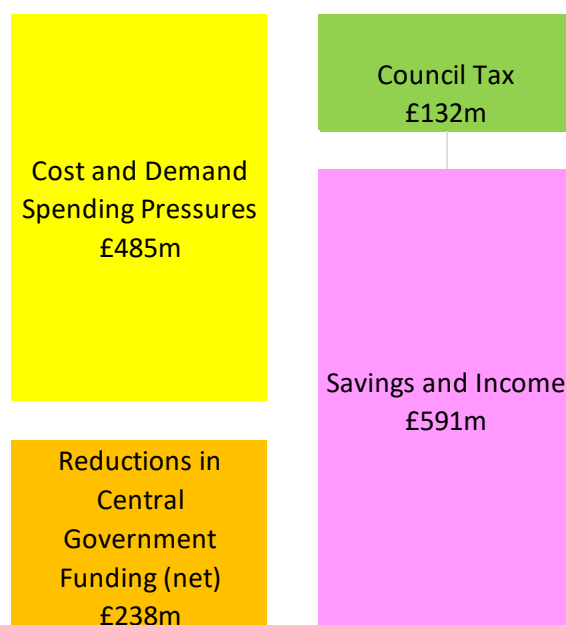 Cost and Demand
Spending Pressures
£485m
Reductions in
Central
Government
Funding (net)
£238m
Council Tax
£132m
Savings and Income
£591m